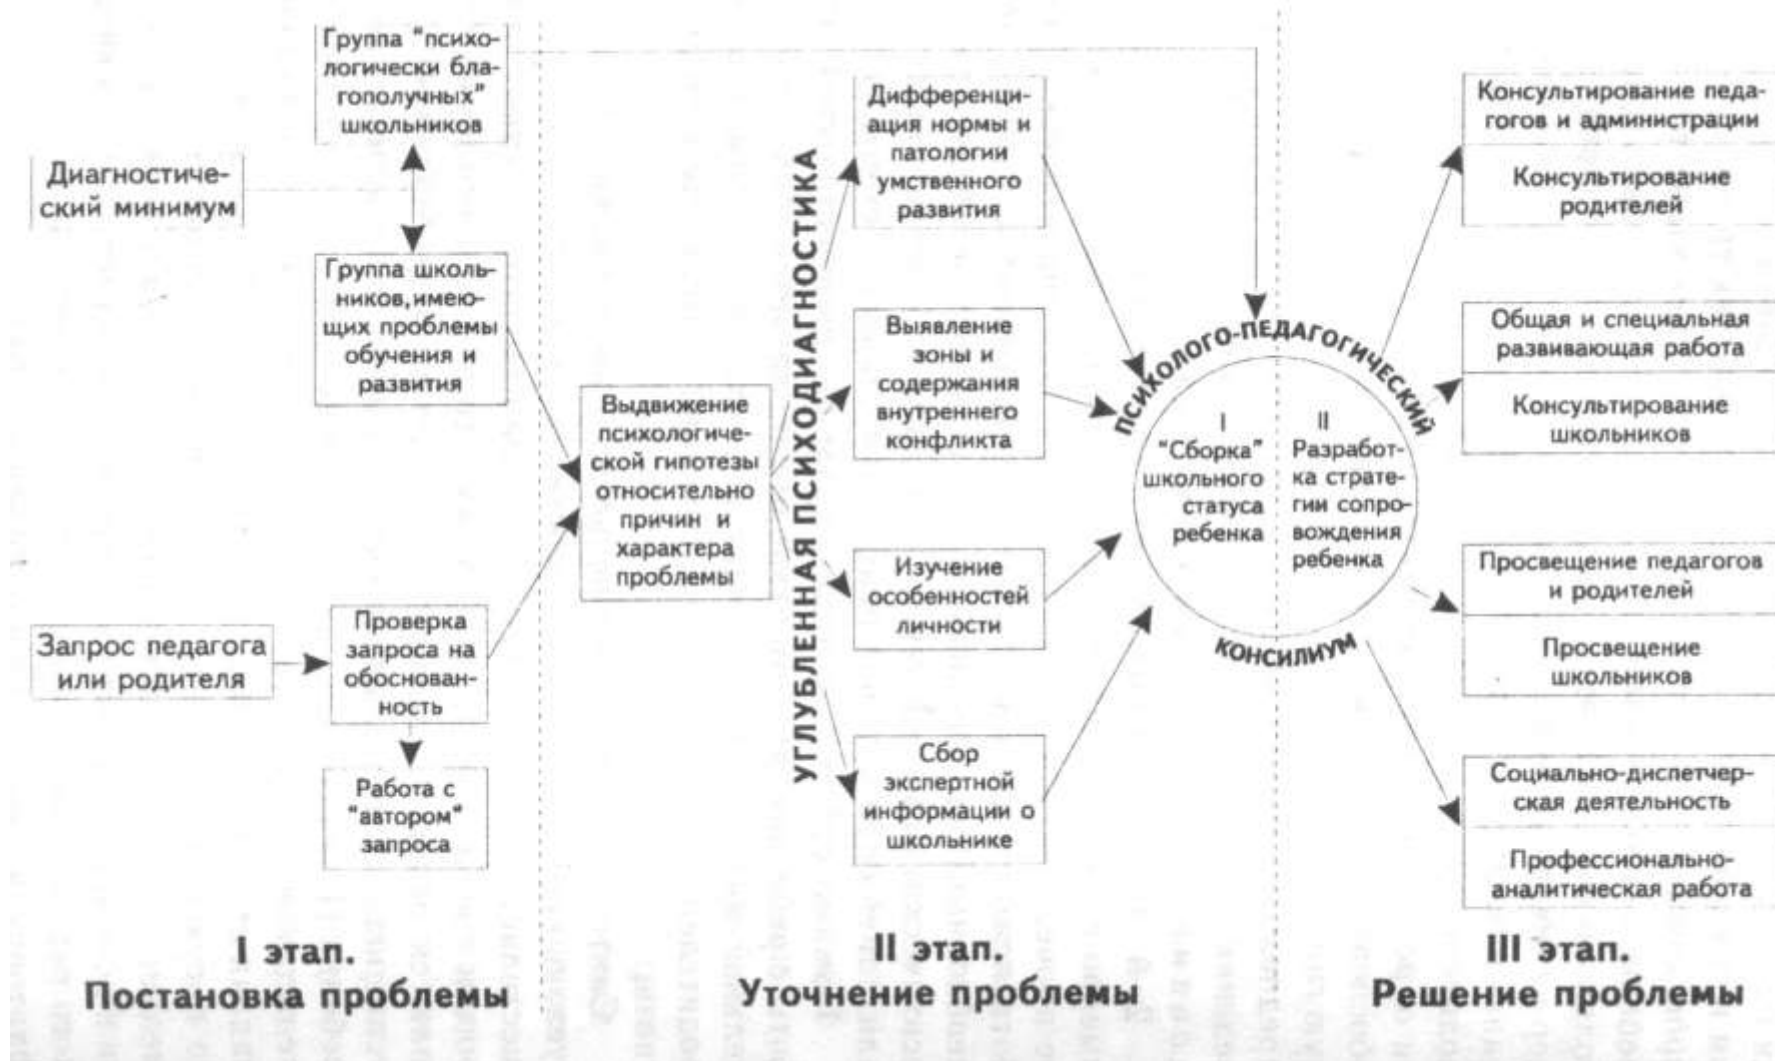 Группа “психо-
логически бла-
гополучных”
школьников
Диагностиче-
ский минимум
Группа школь-
ников,имею-
щих проблемы
обучения и
развития
Запрос педагога
или родителя
Проверка
запроса на
обоснован-
ность
Работа с
“автором“
запроса
I этап.
Постановка проблемы
Выдвижение
психологиче-
ской гипотезы
относительно
причин и
характера
проблемы
УГЛУБЛЕННАЯ ПСИХОДИАГНОСТИКА
Дифференци-
ация нормы и
патологии
умственного
развития
Выявление
зоны и
содержания
внутреннего
конфликта
Изучение
особенностей
личности
Сбор
экспертной
информации о
школьнике
ПСИХОЛОГО-ПЕДАГОГИЧЕСКИЙ
I
“Сборка”
школьного
статуса
ребенка
II
Разработ-
ка страте-
гии сопро-
вождения
ребенка
КОНСИЛИУМ
II этап.
Уточнение проблемы
Консультирование педа-
гогов и администрации
Консультирование
родителей
Общая и специальная
развивающая работа
Консультирование
школьников
Просвещение педагогов
и родителей
Просвещение
школьников
Социально-диспетчер-
ская деятельность
Профессионально-
аналитическая работа
III этап.
Решение проблемы